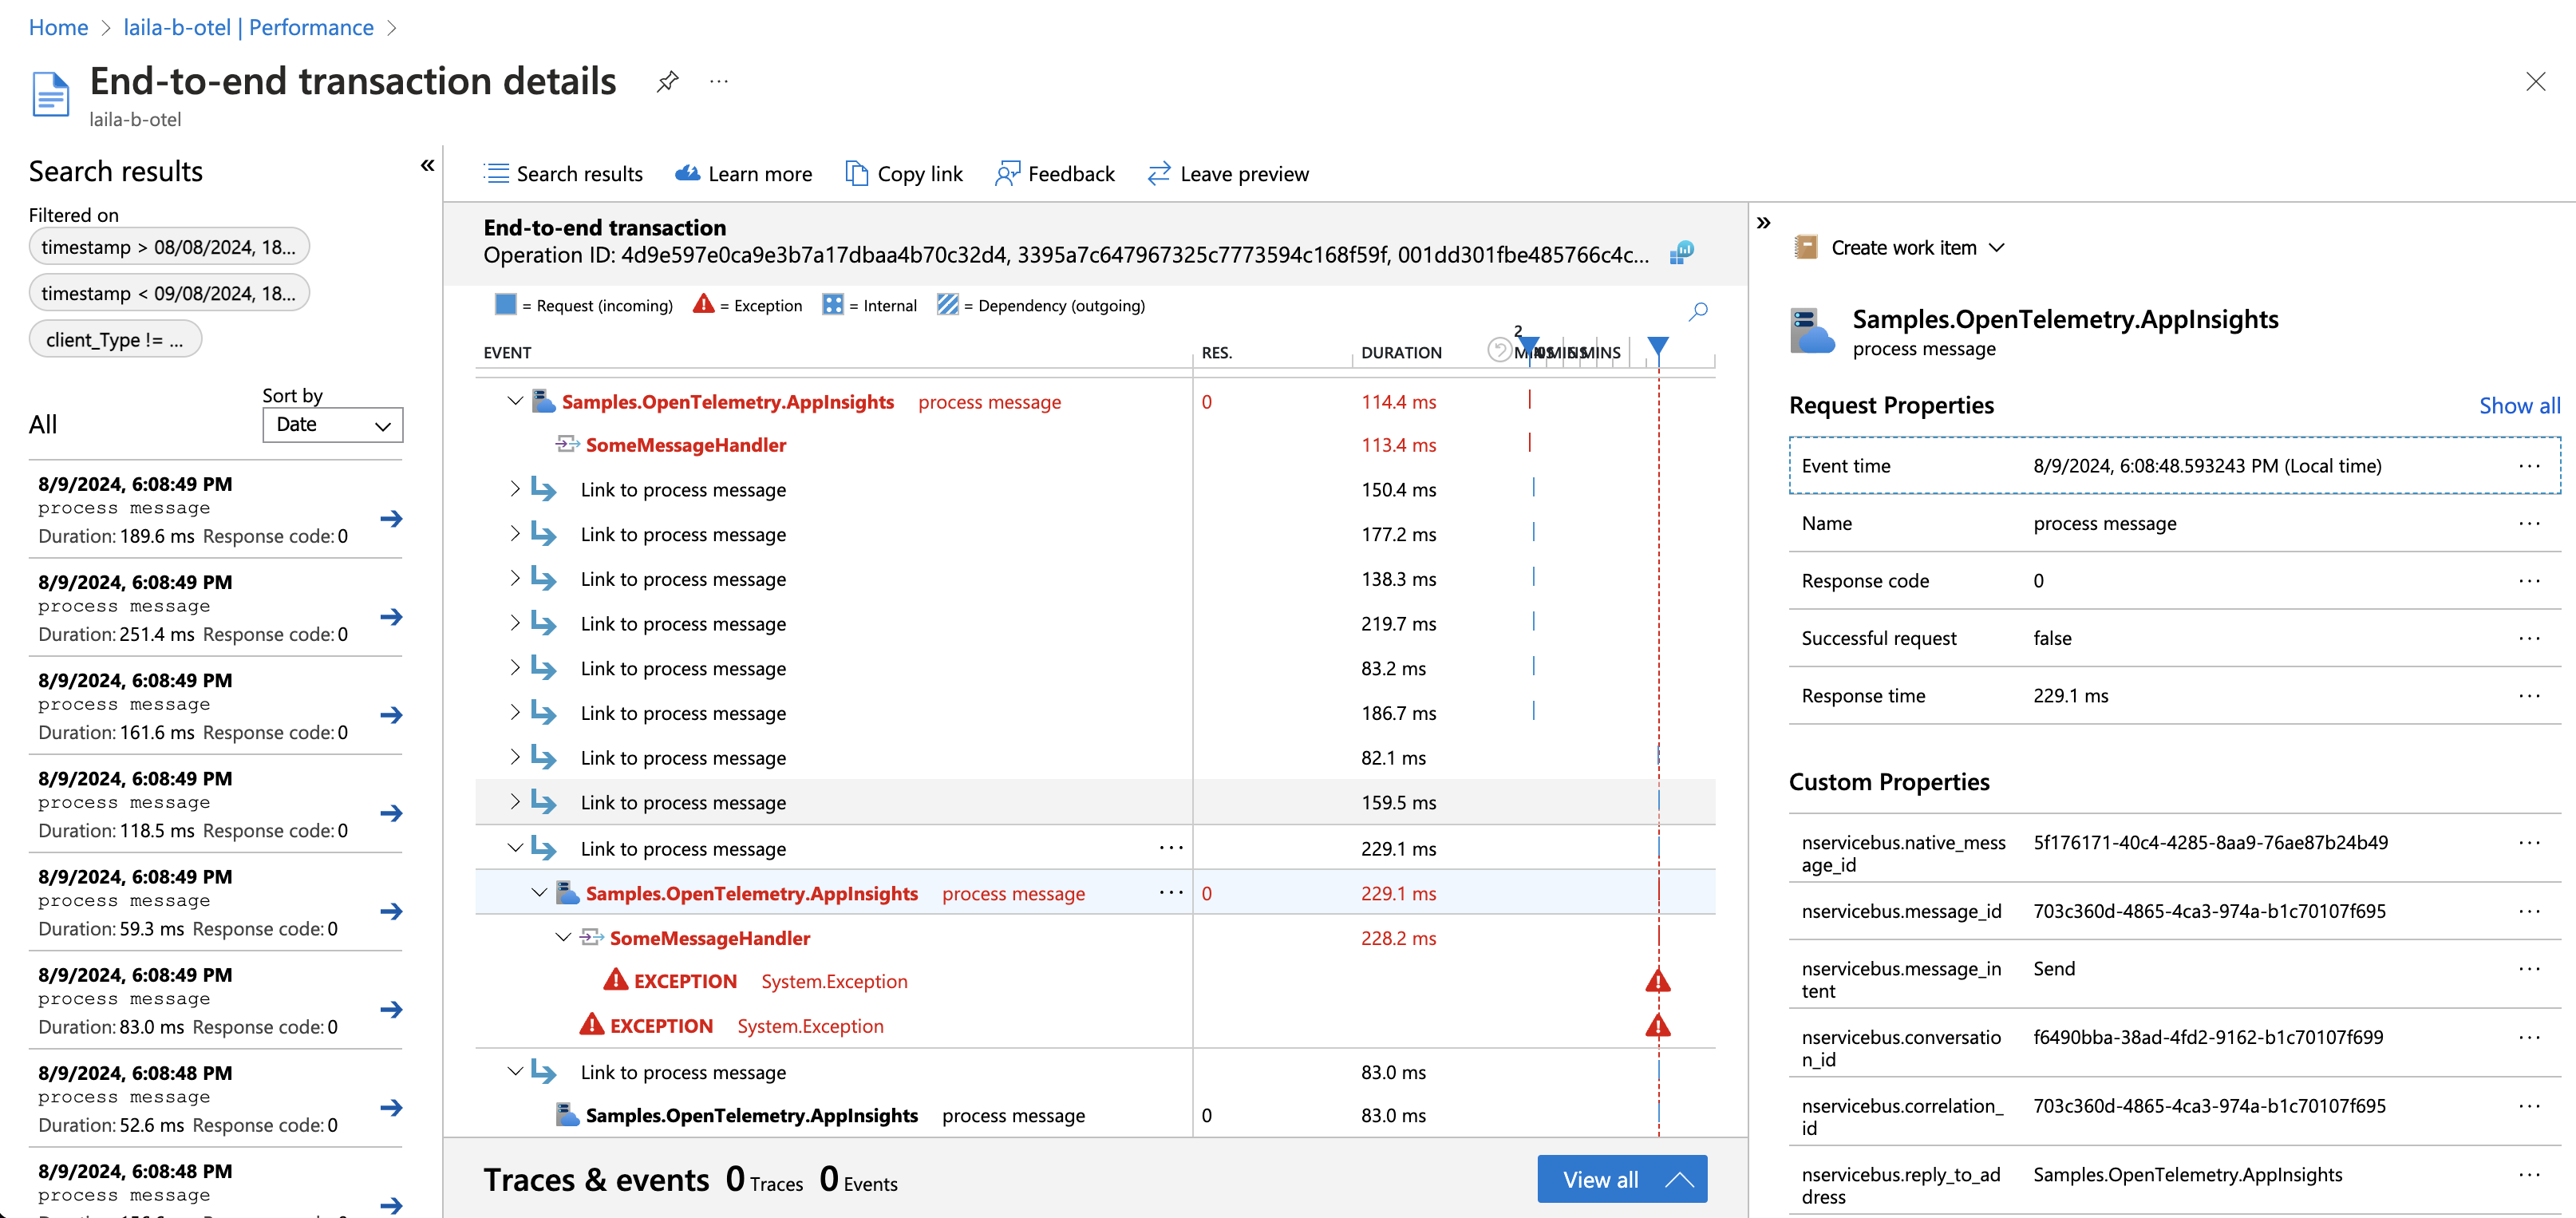 Home > laila-b-otel | Performance >
End-to-end transaction details
laila-b-otel
Search results
Filtered on
timestamp > 08/08/2024, 18...
timestamp < 09/08/2024, 18...
client_Type != ...
All
Sort by
Date
8/9/2024, 6:08:49 PM
process message
Duration: 189.6 ms Response code: 0
8/9/2024, 6:08:49 PM
process message
Duration: 251.4 ms Response code: 0
8/9/2024, 6:08:49 PM
process message
Duration: 161.6 ms Response code: 0
8/9/2024, 6:08:49 PM
process message
Duration: 118.5 ms Response code: 0
8/9/2024, 6:08:49 PM
process message
Duration: 59.3 ms Response code: 0
8/9/2024, 6:08:49 PM
process message
Duration: 83.0 ms Response code: 0
8/9/2024, 6:08:48 PM
process message
Duration: 52.6 ms Response code: 0
8/9/2024, 6:08:48 PM
process message
Search results Learn more Copy link Feedback Leave preview
End-to-end transaction
Operation ID: 4d9e597e0ca9e3b7a17dbaa4b70c32d4, 3395a7c647967325c7773594c168f59f, 001dd301fbe485766c4c...
= Request (incoming) = Exception = Internal = Dependency (outgoing)
EVENT RES. DURATION 2 MINS
Samples.OpenTelemetry.AppInsights process message 0 114.4 ms
SomeMessageHandler 113.4 ms
Link to process message 150.4 ms
Link to process message 177.2 ms
Link to process message 138.3 ms
Link to process message 219.7 ms
Link to process message 83.2 ms
Link to process message 186.7 ms
Link to process message 82.1 ms
Link to process message 159.5 ms
Link to process message ... 229.1 ms
Samples.OpenTelemetry.AppInsights process message ... 0 229.1 ms
SomeMessageHandler 228.2 ms
EXCEPTION System.Exception
EXCEPTION System.Exception
Link to process message 83.0 ms
Samples.OpenTelemetry.AppInsights process message 0 83.0 ms
Traces & events 0 Traces 0 Events
View all
Create work item
Samples.OpenTelemetry.AppInsights
process message
Request Properties Show all
Event time 8/9/2024, 6:08:48.593243 PM (Local time) ...
Name process message ...
Response code 0 ...
Successful request false ...
Response time 229.1 ms ...
Custom Properties
nservicebus.native_mess 5f176171-40c4-4285-8aa9-76ae87b24b49 ...
age_id
nservicebus.message_id 703c360d-4865-4ca3-974a-b1c70107f695 ...
nservicebus.message_in Send ...
tent
nservicebus.conversatio f6490bba-38ad-4fd2-9162-b1c70107f699 ...
n_id
nservicebus.correlation_ 703c360d-4865-4ca3-974a-b1c70107f695 ...
id
nservicebus.reply_to_ad Samples.OpenTelemetry.AppInsights ...
dress